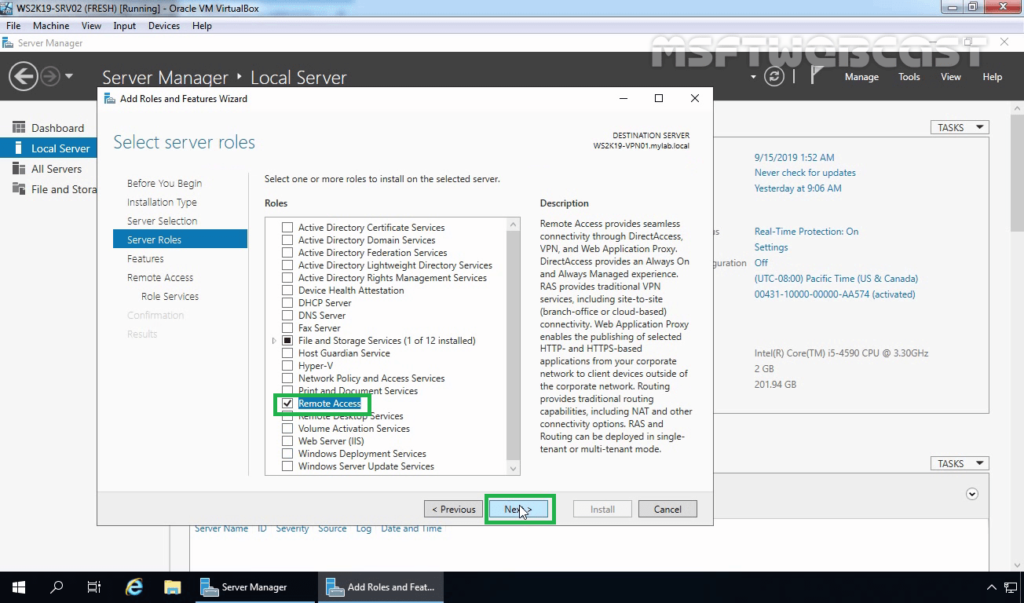 WS2K19-SRV02 (FRESH) [Running] - Oracle VM VirtualBox
File Machine View Input Devices Help
Server Manager
MSFTWEBCAST
Server Manager • Local Server
Manage Tools View Help
Add Roles and Features Wizard
Dashboard
Local Server
All Servers
File and Stora
TASKS
Select server roles
DESTINATION SERVER
WS2K19-VPN01.mylab.local
Before You Begin
Installation Type
Server Selection
Server Roles
Features
Remote Access
Role Services
Confirmation
Results
Select one or more roles to install on the selected server.
Roles
Active Directory Certificate Services
Active Directory Domain Services
Active Directory Federation Services
Active Directory Lightweight Directory Services
Active Directory Rights Management Services
Device Health Attestation
DHCP Server
DNS Server
Fax Server
File and Storage Services (1 of 12 installed)
Host Guardian Service
Hyper-V
Network Policy and Access Services
Print and Document Services
Remote Access
Remote Desktop Services
Volume Activation Services
Web Server (IIS)
Windows Deployment Services
Windows Server Update Services
Description
Remote Access provides seamless
connectivity through DirectAccess,
VPN, and Web Application Proxy.
DirectAccess provides an Always On
and Always Managed experience.
RAS provides traditional VPN
services, including site-to-site
(branch-office or cloud-based)
connectivity. Web Application Proxy
enables the publishing of selected
HTTP- and HTTPS-based
applications from your corporate
network to client devices outside of
the corporate network. Routing
provides traditional routing
capabilities, including NAT and other
connectivity options. RAS and
Routing can be deployed in single-
tenant or multi-tenant mode.
< Previous Next > Install Cancel
9/15/2019 1:52 AM
Never check for updates
Yesterday at 9:06 AM
Real-Time Protection: On
Settings
guration Off
(UTC-08:00) Pacific Time (US & Canada)
00431-10000-00000-AA574 (activated)
Intel(R) Core(TM) i5-4590 CPU @ 3.30GHz
2 GB
201.94 GB
TASKS
Server Name ID Severity Source Log Date and Time
Server Manager
Add Roles and Feat...